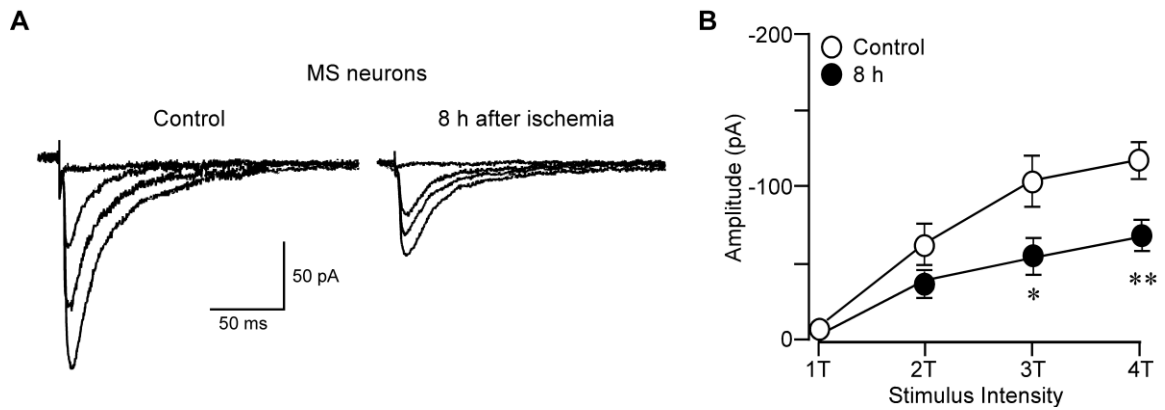 A
MS neurons
Control
8 h after ischemia
50 pA
50 ms
B
-200
Control
8 h
-100
0
Amplitude (pA)
*
**
1T 2T 3T 4T
Stimulus Intensity